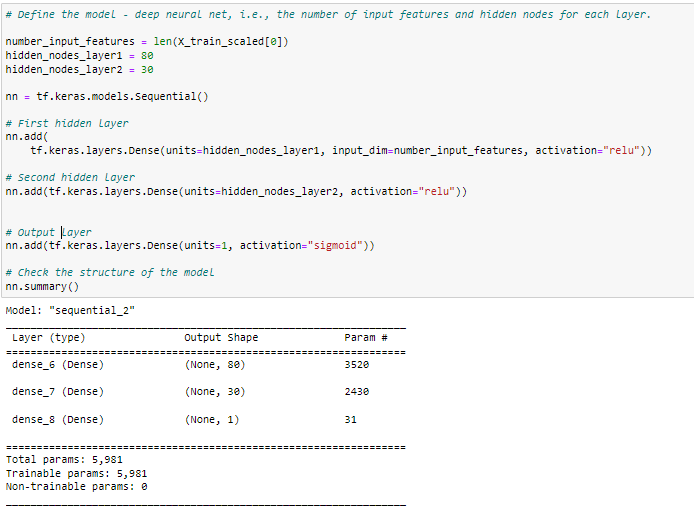 # Define the model - deep neural net, i.e., the number of input features and hidden nodes for each layer.
number_input_features = len(X_train_scaled[0])
hidden_nodes_layer1 = 80
hidden_nodes_layer2 = 30
nn = tf.keras.models.Sequential()
# First hidden layer
nn.add(
    tf.keras.layers.Dense(units=hidden_nodes_layer1, input_dim=number_input_features, activation="relu"))
# Second hidden layer
nn.add(tf.keras.layers.Dense(units=hidden_nodes_layer2, activation="relu"))
# Output layer
nn.add(tf.keras.layers.Dense(units=1, activation="sigmoid"))
# Check the structure of the model
nn.summary()
Model: "sequential_2"
Layer (type) Output Shape Param #
dense_6 (Dense) (None, 80) 3520
dense_7 (Dense) (None, 30) 2430
dense_8 (Dense) (None, 1) 31
Total params: 5,981
Trainable params: 5,981
Non-trainable params: 0